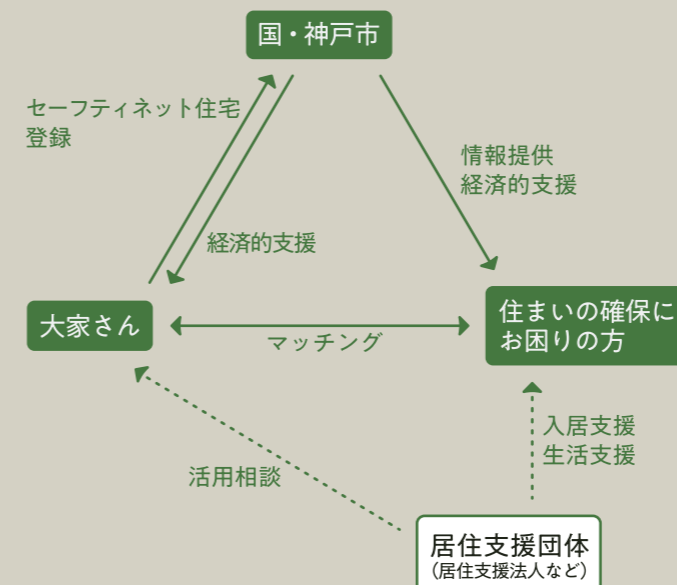 国・神戸市
セーフティネット住宅
登録
情報提供
経済的支援
経済的支援
大家さん
住まいの確保に
お困りの方
マッチング
入居支援
生活支援
活用相談
居住支援団体
（居住支援法人など）